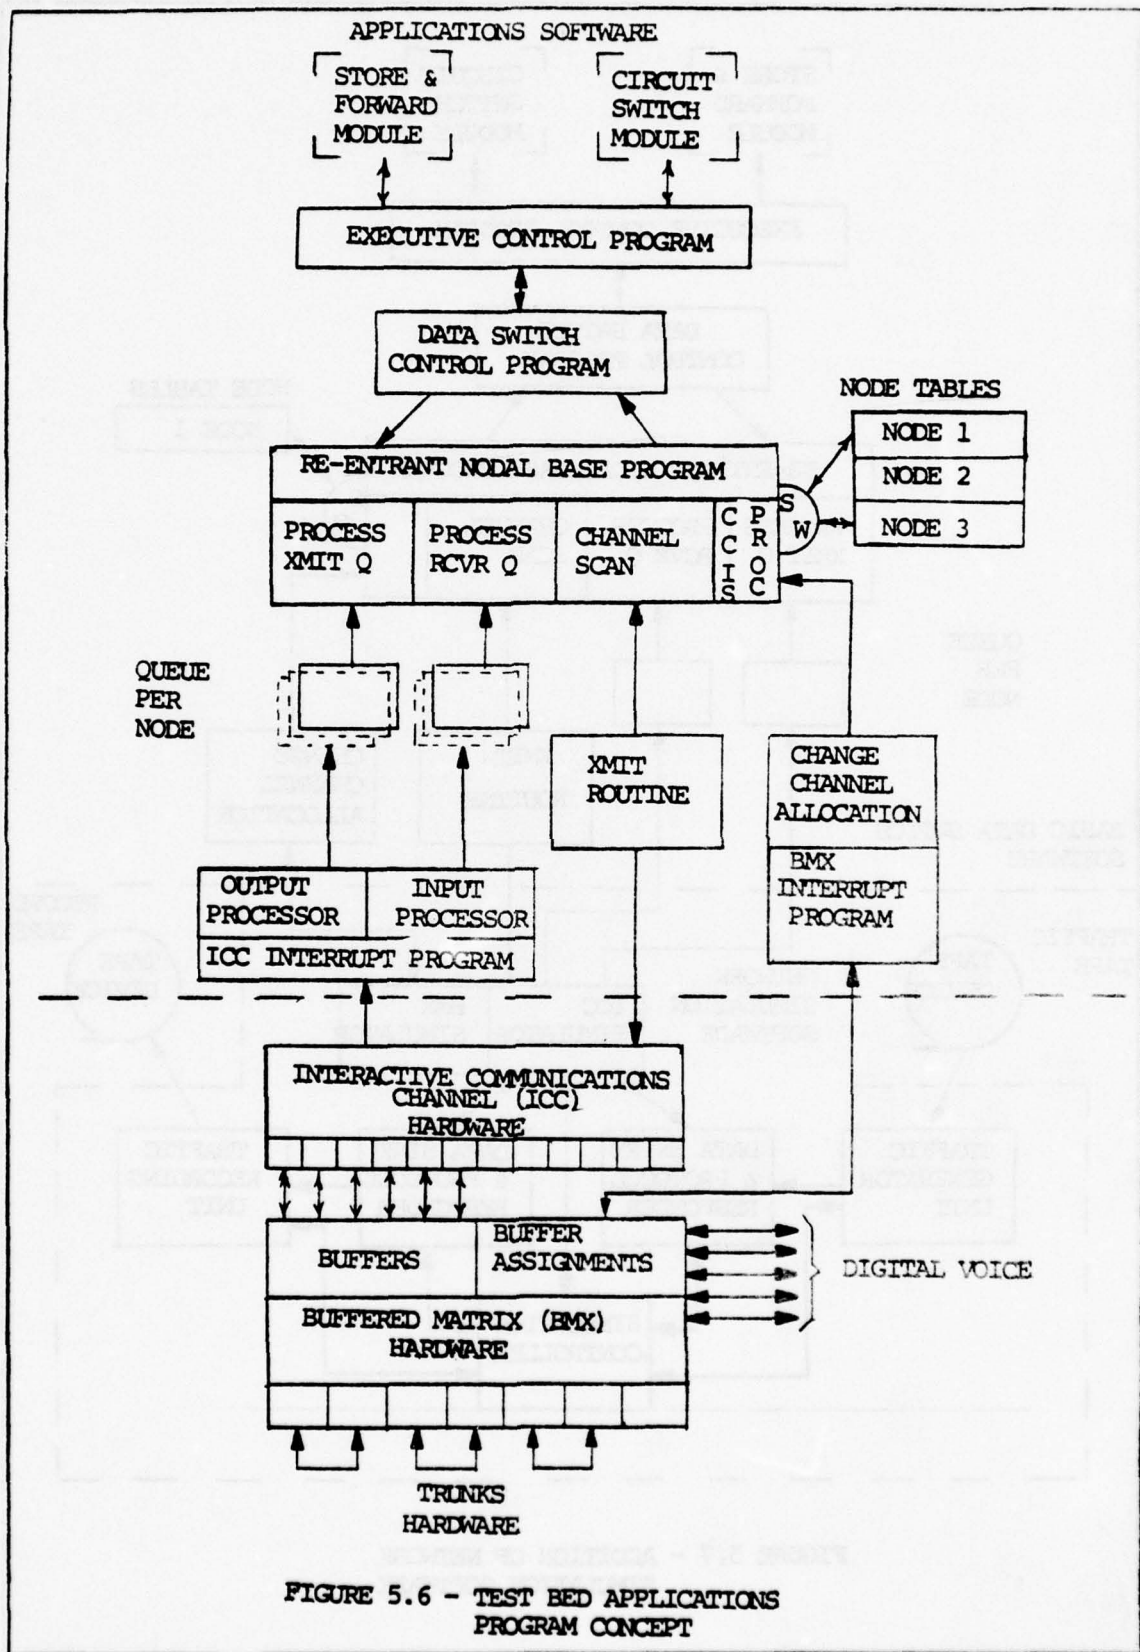 APPLICATIONS SOFTWARE
STORE &
FORWARD
MODULE
CIRCUIT
SWITCH
MODULE
EXECUTIVE CONTROL PROGRAM
DATA SWITCH
CONTROL PROGRAM
NODE TABLES
NODE 1
NODE 2
NODE 3
RE-ENTRANT NODAL BASE PROGRAM
SW
PROCESS
XMIT Q
PROCESS
RCVR Q
CHANNEL
SCAN
CCIS
PROC
QUEUE
PER
NODE
XMIT
ROUTINE
CHANGE
CHANNEL
ALLOCATION
BMX
INTERRUPT
PROGRAM
OUTPUT
PROCESSOR
INPUT
PROCESSOR
ICC INTERRUPT PROGRAM
INTERACTIVE COMMUNICATIONS
CHANNEL (ICC)
HARDWARE
BUFFERS
BUFFER
ASSIGNMENTS
DIGITAL VOICE
BUFFERED MATRIX (BMX)
HARDWARE
TRUNKS
HARDWARE
FIGURE 5.6 - TEST BED APPLICATIONS
PROGRAM CONCEPT